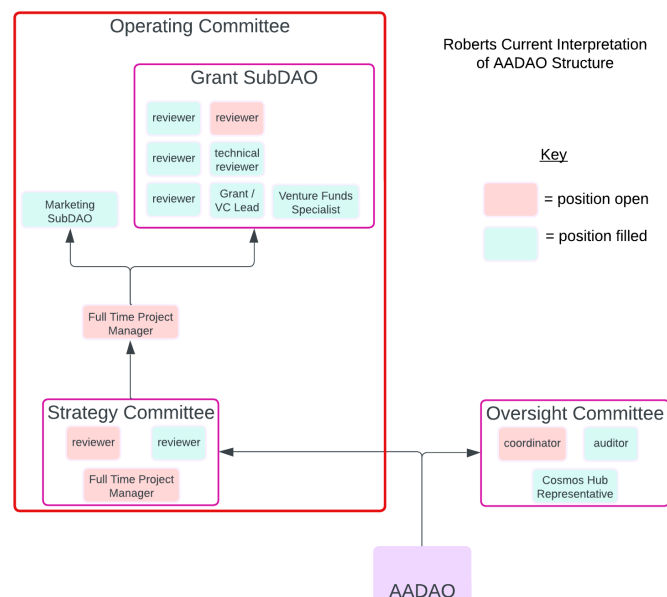 Operating Committee
Roberts Current Interpretation
of AADAO Structure
Grant SubDAO
reviewer
reviewer
reviewer
technical
reviewer
reviewer
Grant /
VC Lead
Venture Funds
Specialist
Marketing
SubDAO
Key
= position open
= position filled
Full Time Project
Manager
Strategy Committee
reviewer
reviewer
Full Time Project
Manager
Oversight Committee
coordinator
auditor
Cosmos Hub
Representative
AADAO